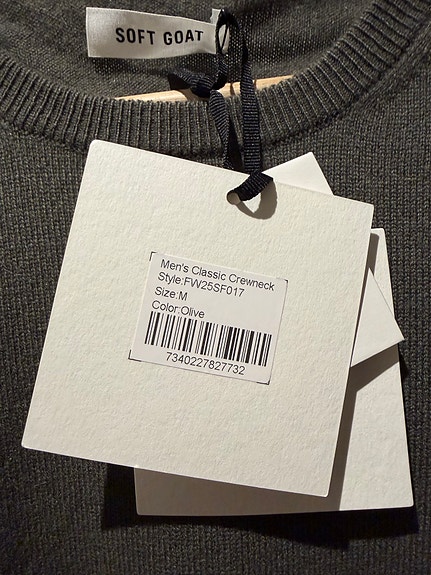 SOFT GOAT
Men's Classic Crewneck
Style:FW25SF017
Size:M
Color:Olive
7340227827732